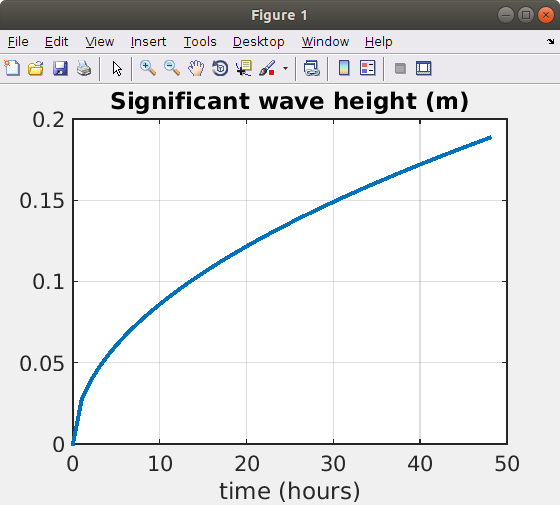 Figure 1
File Edit View Insert Tools Desktop Window Help
Significant wave height (m)
0.2
0.15
0.1
0.05
0
0 10 20 30 40 50
time (hours)